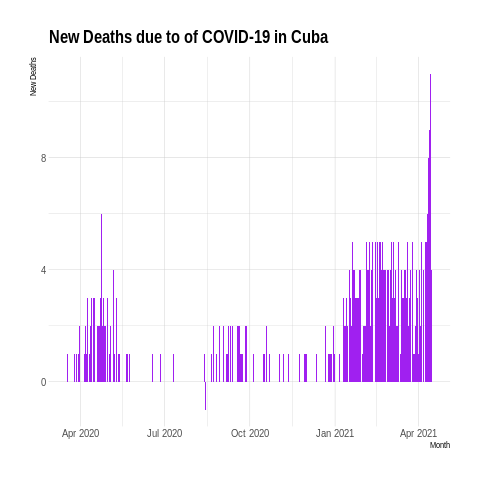 New Deaths due to of COVID-19 in Cuba
New Deaths
8
4
0
Apr 2020 Jul 2020 Oct 2020 Jan 2021 Apr 2021
Month